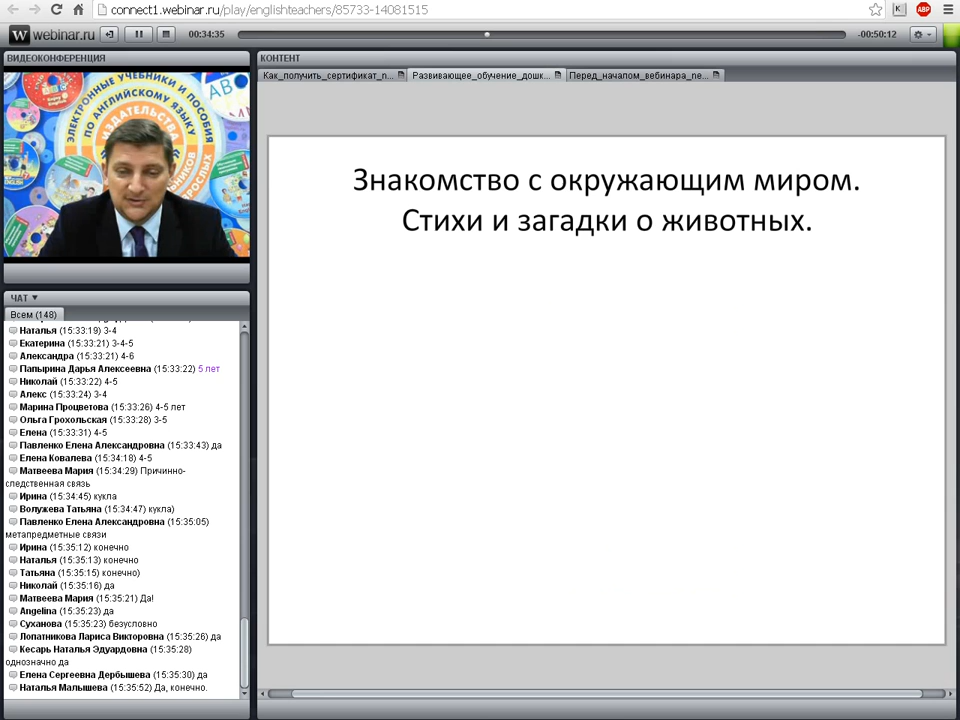 connect1.webinar.ru/play/englishteachers/85733-14081515
K
ABP
W webinar.ru
00:34:35
-00:50:12
ВИДЕОКОНФЕРЕНЦИЯ
ЭЛЕКТРОННЫЕ УЧЕБНИКИ И ПОСОБИЯ
ПО АНГЛИЙСКОМУ ЯЗЫКУ
ИЗДАТЕЛЬСТВА
ЧАТ
Всем (148)
Наталья (15:33:19) 3-4
Екатерина (15:33:21) 3-4-5
Александра (15:33:21) 4-6
Папырина Дарья Алексеевна (15:33:22) 5 лет
Николай (15:33:22) 4-5
Алекс (15:33:24) 3-4
Марина Процветова (15:33:26) 4-5 лет
Ольга Грохольская (15:33:28) 3-5
Елена (15:33:31) 4-5
Павленко Елена Александровна (15:33:43) да
Елена Ковалева (15:34:18) 4-5
Матвеева Мария (15:34:29) Причинно-
следственная связь
Ирина (15:34:45) кукла
Волужева Татьяна (15:34:47) кукла)
Павленко Елена Александровна (15:35:05)
метапредметные связи
Ирина (15:35:12) конечно
Наталья (15:35:13) конечно
Татьяна (15:35:15) конечно)
Николай (15:35:16) да
Матвеева Мария (15:35:21) Да!
Angelina (15:35:23) да
Суханова (15:35:23) безусловно
Лопатникова Лариса Викторовна (15:35:26) да
Кесарь Наталья Эдуардовна (15:35:28)
однозначно да
Елена Сергеевна Дербышева (15:35:30) да
Наталья Малышева (15:35:52) Да, конечно.
КОНТЕНТ
Как_получить_сертификат_п...
Развивающее_обучение_дошк...
Перед_началом_вебинара_пе...
Знакомство с окружающим миром.
Стихи и загадки о животных.